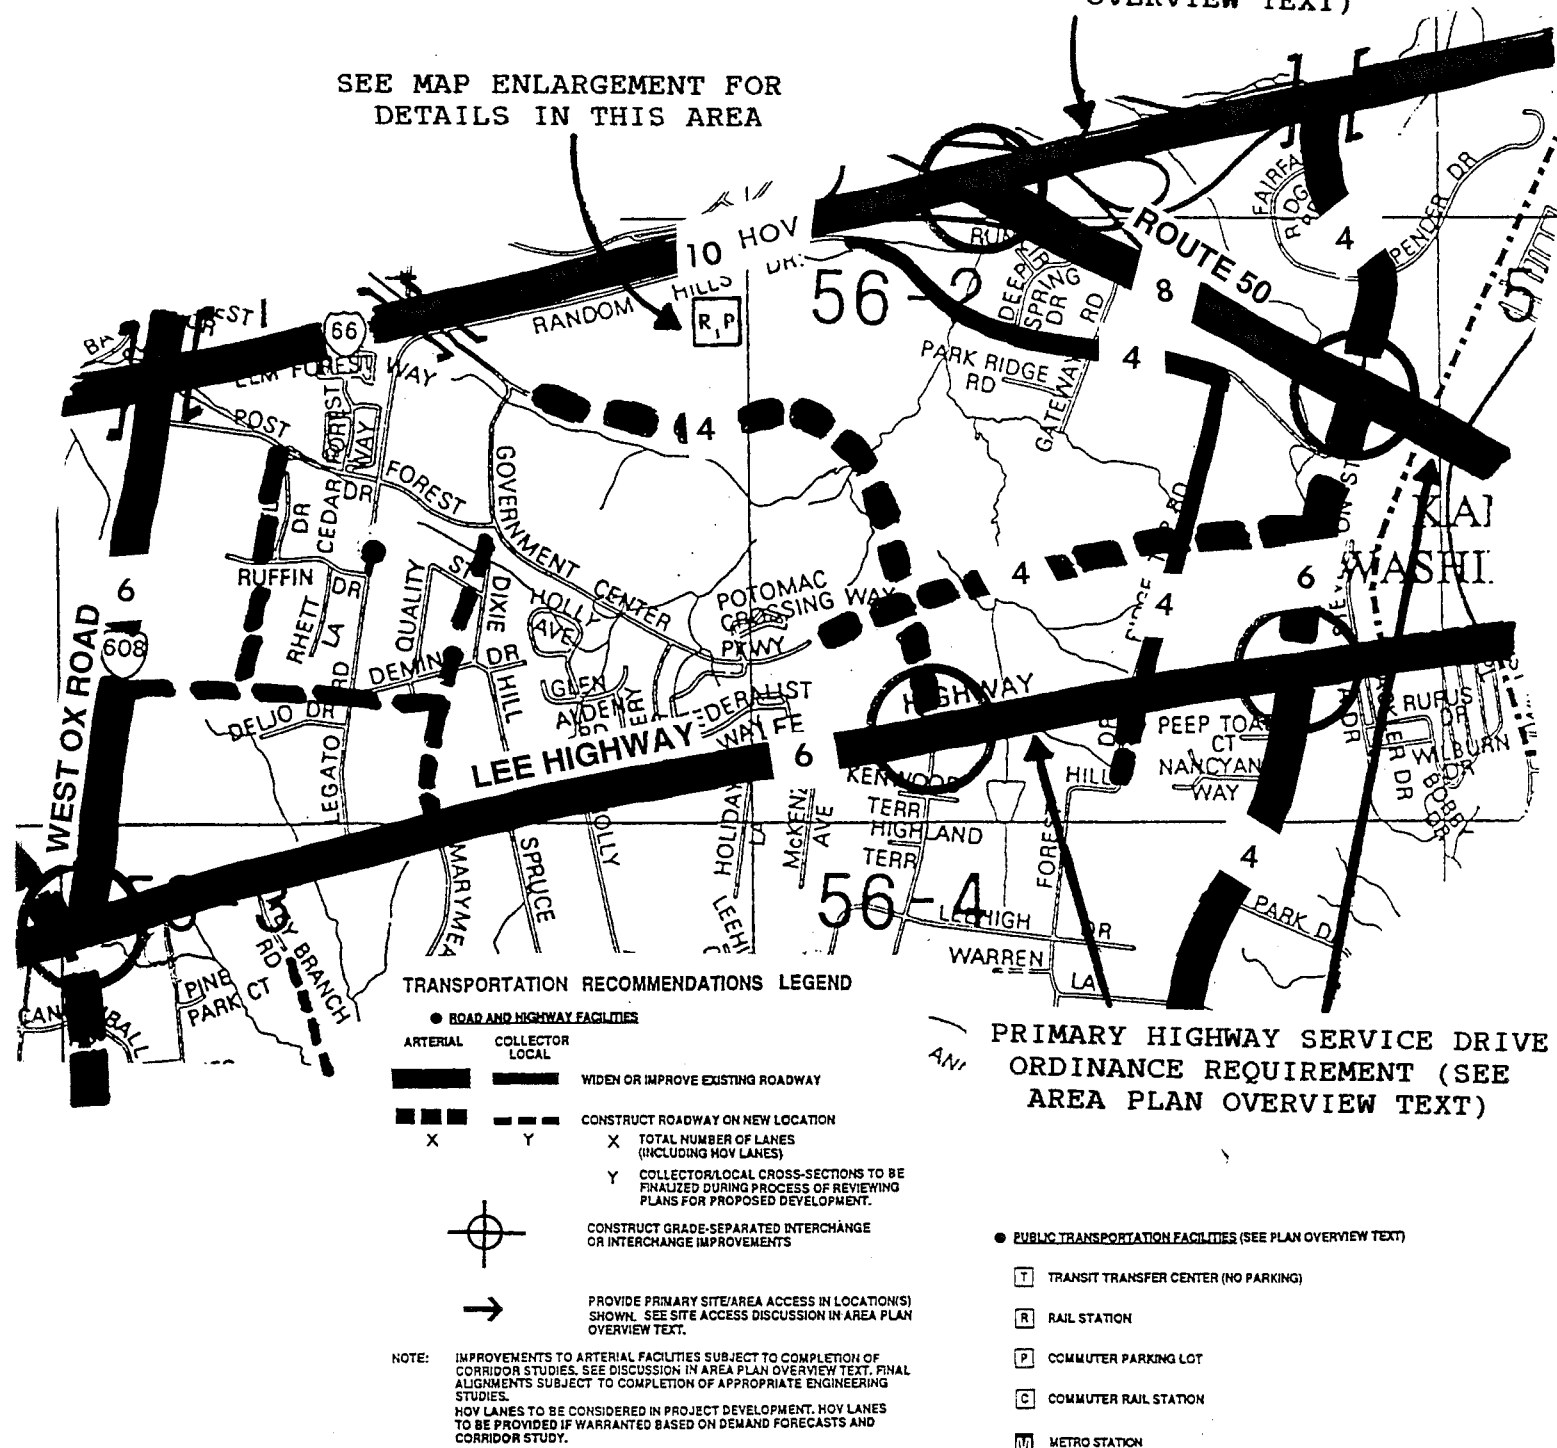 OVERVIEW TEXT)
SEE MAP ENLARGEMENT FOR
DETAILS IN THIS AREA
10 HOV
RANDOM HILLS DR
R,P
56-2
DEEP
SPRING
DR
RD
ROUTE 50
8
4
PENDER DR
66
ELM FOREST WAY
POST FOREST
DR
FOREST
WAY
PARK RIDGE
RD
GATEWAY
4
4
GOVERNMENT CENTER
PKWY
CEDAR
DR
RUFFIN
DR
RHETT
LA
QUALITY
ST
DIXIE
HILL
HOLLY
AVE
POTOMAC
CROSSING WAY
4
4
6
6
608
WEST OX ROAD
DELJO DR
LEGATO RD
DR
GLEN
ALDEN
RD
LEE HIGHWAY
6
HIGHWAY
PEEP TOAD
CT
NANCYAN
WAY
RUFUS
DR
WILBURN
DR
KENWOOD
TERR
HIGHLAND
TERR
HOLIDAY
LA
McKENZ
AVE
HOLLY
SPRUCE
MARYMEA
FOREST
HILL
DR
4
56-4
LEEHIGH
DR
WARREN
LA
PARK D
PINE
PARK CT
BRANCH
RD
PRIMARY HIGHWAY SERVICE DRIVE
ORDINANCE REQUIREMENT (SEE
AREA PLAN OVERVIEW TEXT)
TRANSPORTATION RECOMMENDATIONS LEGEND
● ROAD AND HIGHWAY FACILITIES
ARTERIAL COLLECTOR
LOCAL
WIDEN OR IMPROVE EXISTING ROADWAY
CONSTRUCT ROADWAY ON NEW LOCATION
X Y X TOTAL NUMBER OF LANES
(INCLUDING HOV LANES)
Y COLLECTOR/LOCAL CROSS-SECTIONS TO BE
FINALIZED DURING PROCESS OF REVIEWING
PLANS FOR PROPOSED DEVELOPMENT.
CONSTRUCT GRADE-SEPARATED INTERCHANGE
OR INTERCHANGE IMPROVEMENTS
PROVIDE PRIMARY SITE/AREA ACCESS IN LOCATION(S)
SHOWN. SEE SITE ACCESS DISCUSSION IN AREA PLAN
OVERVIEW TEXT.
NOTE: IMPROVEMENTS TO ARTERIAL FACILITIES SUBJECT TO COMPLETION OF
CORRIDOR STUDIES. SEE DISCUSSION IN AREA PLAN OVERVIEW TEXT. FINAL
ALIGNMENTS SUBJECT TO COMPLETION OF APPROPRIATE ENGINEERING
STUDIES.
HOV LANES TO BE CONSIDERED IN PROJECT DEVELOPMENT. HOV LANES
TO BE PROVIDED IF WARRANTED BASED ON DEMAND FORECASTS AND
CORRIDOR STUDY.
● PUBLIC TRANSPORTATION FACILITIES (SEE PLAN OVERVIEW TEXT)
T TRANSIT TRANSFER CENTER (NO PARKING)
R RAIL STATION
P COMMUTER PARKING LOT
C COMMUTER RAIL STATION
M METRO STATION